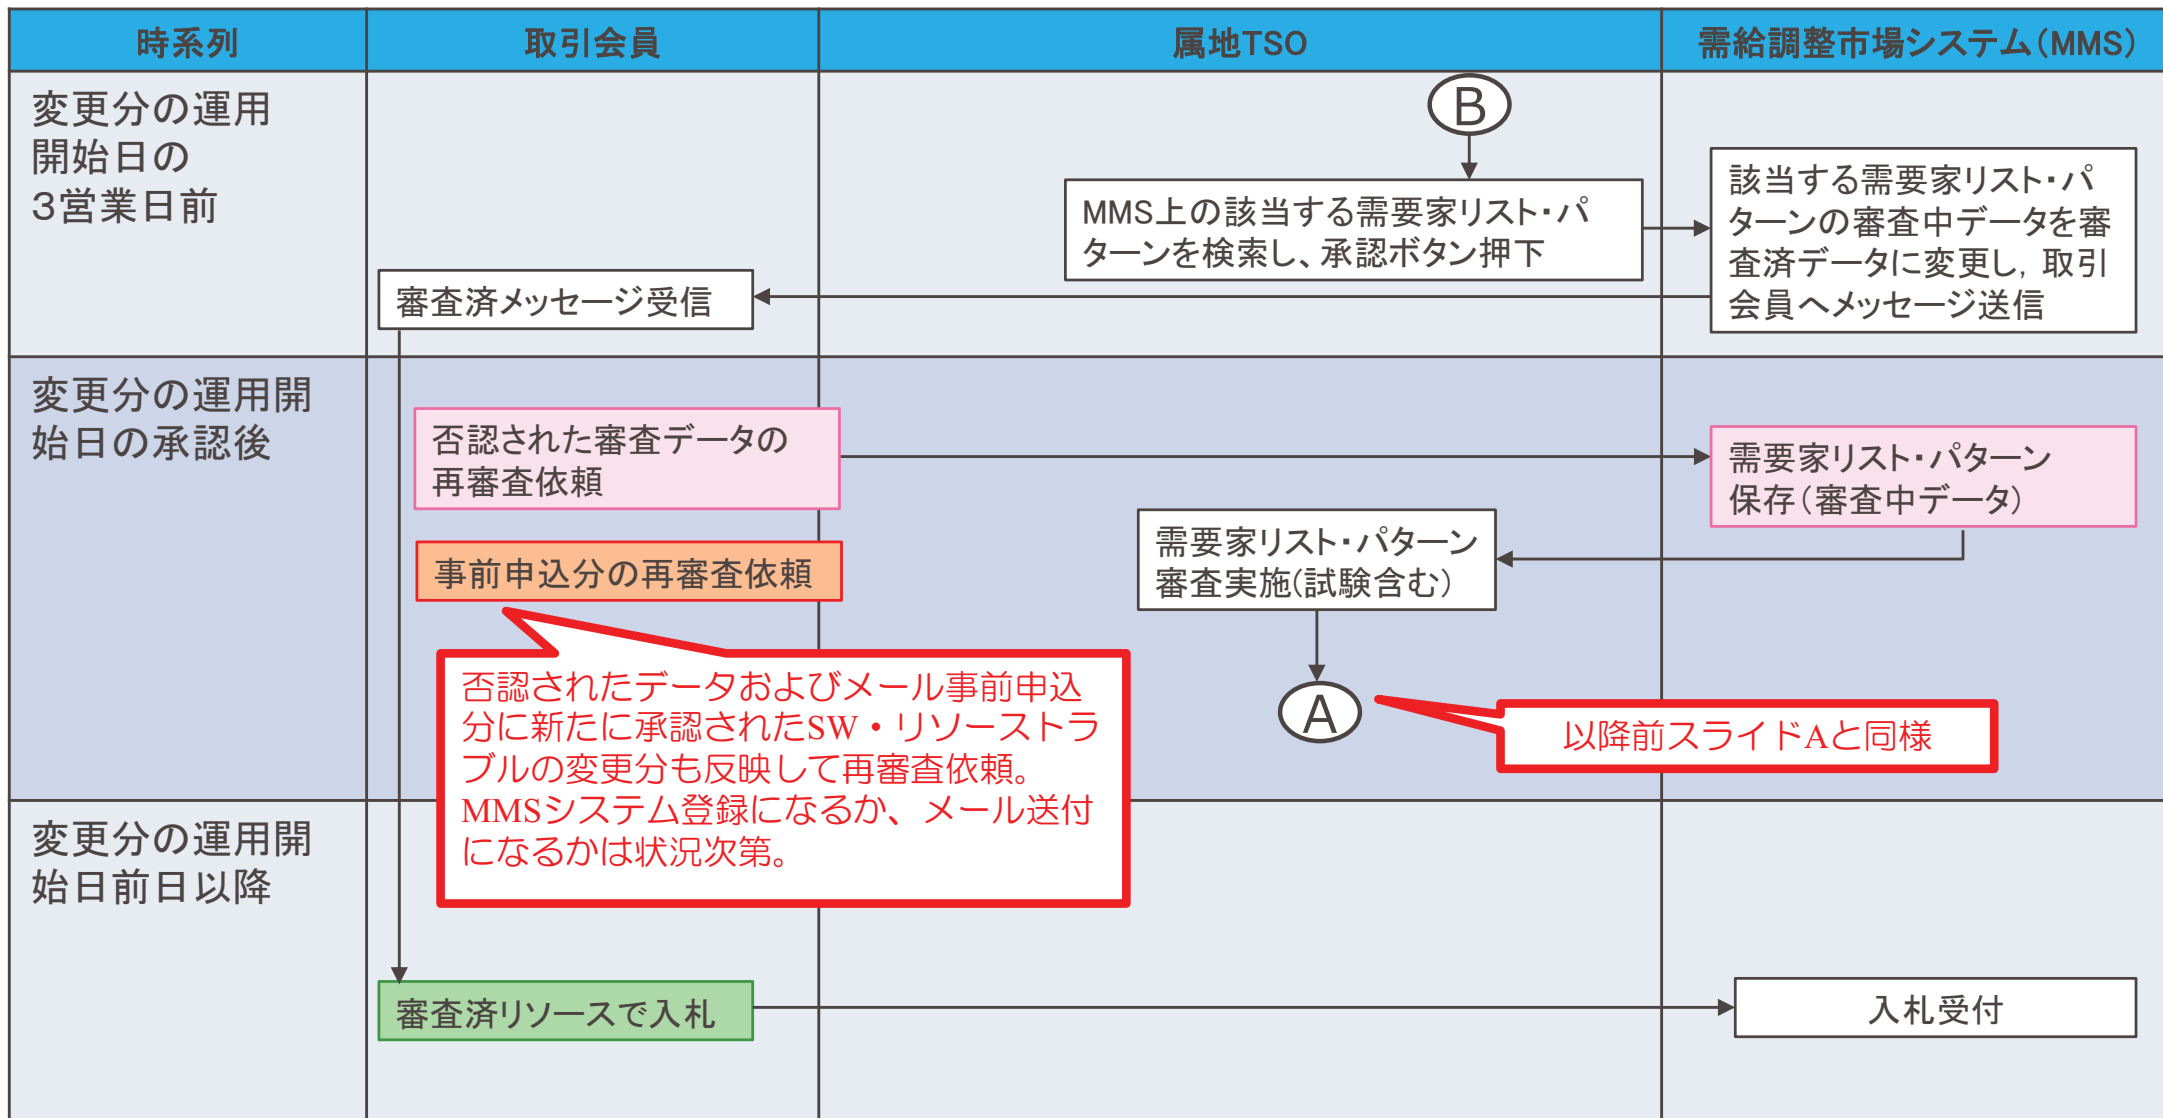 時系列
取引会員
属地TSO
需給調整市場システム(MMS)
変更分の運用
開始日の
3営業日前
B
MMS上の該当する需要家リスト・パ
ターンを検索し、承認ボタン押下
該当する需要家リスト・パ
ターンの審査中データを審
査済データに変更し, 取引
会員へメッセージ送信
審査済メッセージ受信
変更分の運用開
始日の承認後
否認された審査データの
再審査依頼
需要家リスト・パターン
保存(審査中データ)
需要家リスト・パターン
審査実施(試験含む)
事前申込分の再審査依頼
否認されたデータおよびメール事前申込
分に新たに承認されたSW・リソーストラ
ブルの変更分も反映して再審査依頼。
MMSシステム登録になるか、メール送付
になるかは状況次第。
A
以降前スライドAと同様
変更分の運用開
始日前日以降
審査済リソースで入札
入札受付